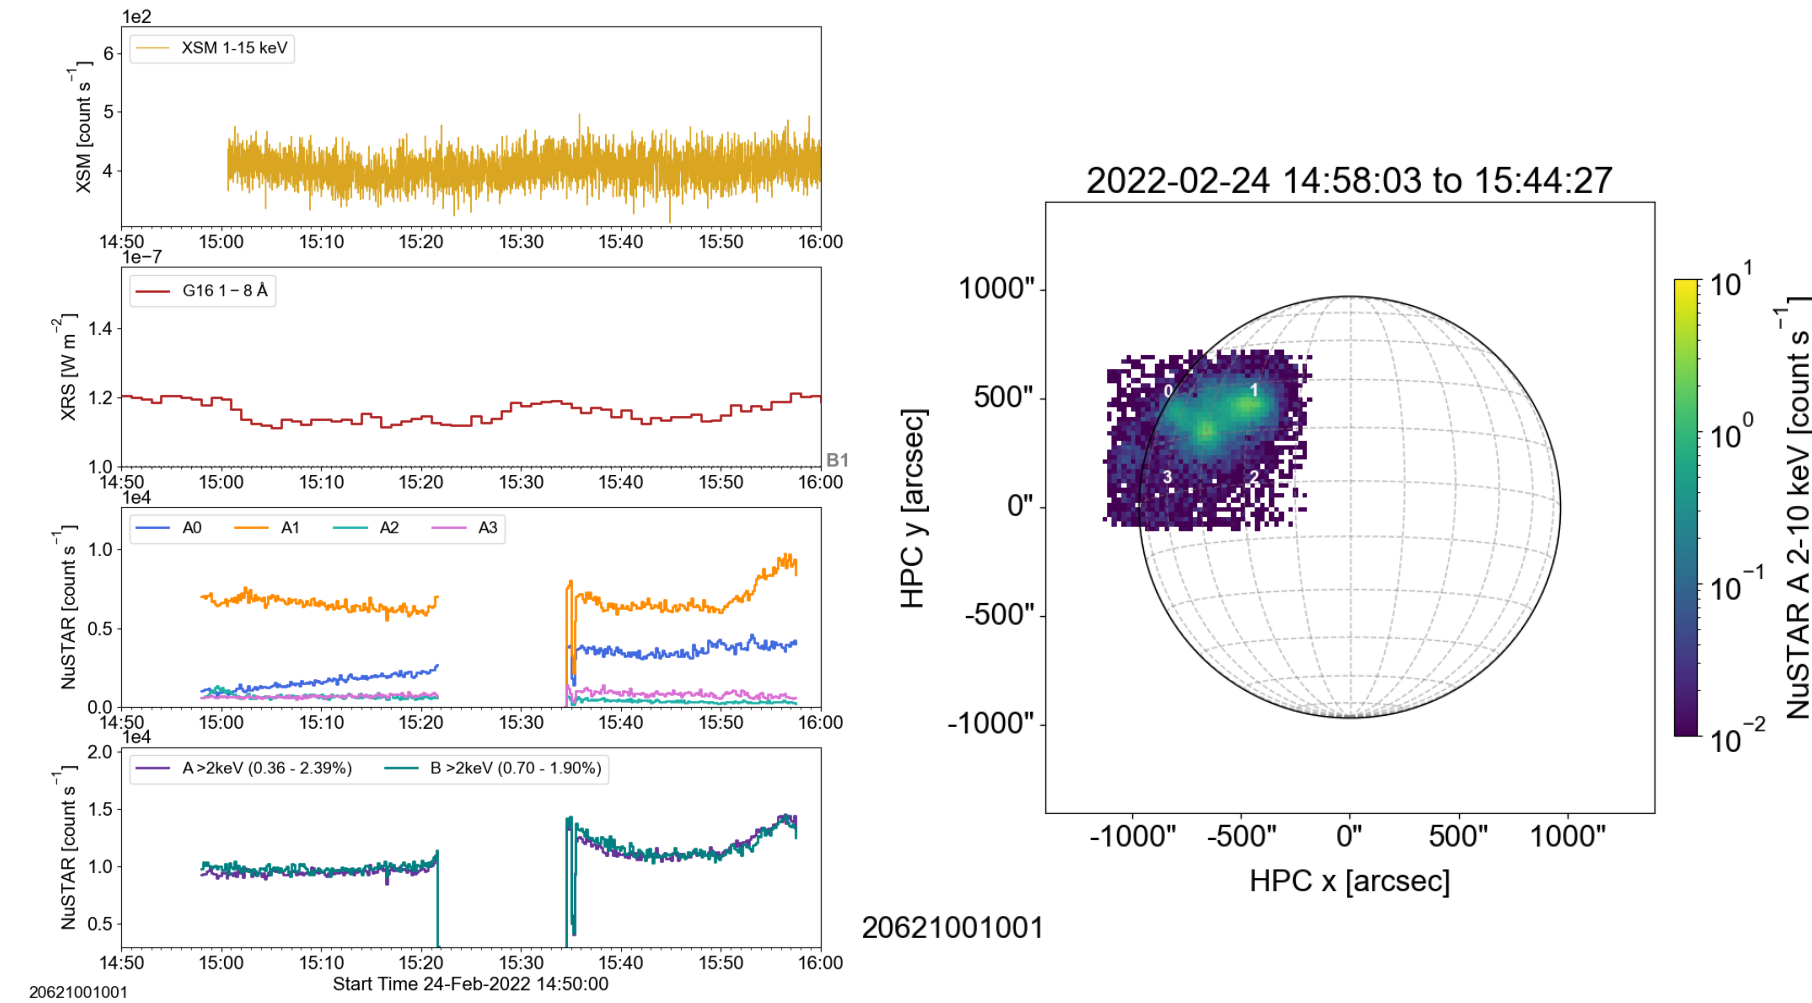 1e2
XSM 1-15 keV
XSM [count s⁻¹]
6
5
4
14:50 15:00 15:10 15:20 15:30 15:40 15:50 16:00
1e−7
G16 1 − 8 Å
XRS [W m⁻²]
1.4
1.2
1.0
B1
14:50 15:00 15:10 15:20 15:30 15:40 15:50 16:00
1e4
A0 A1 A2 A3
NuSTAR [count s⁻¹]
1.0
0.5
0.0
14:50 15:00 15:10 15:20 15:30 15:40 15:50 16:00
1e4
A >2keV (0.36 - 2.39%) B >2keV (0.70 - 1.90%)
NuSTAR [count s⁻¹]
2.0
1.5
1.0
0.5
14:50 15:00 15:10 15:20 15:30 15:40 15:50 16:00
Start Time 24-Feb-2022 14:50:00
20621001001
2022-02-24 14:58:03 to 15:44:27
HPC y [arcsec]
1000"
500"
0"
-500"
-1000"
0 1
3 2
-1000" -500" 0" 500" 1000"
HPC x [arcsec]
10¹
10⁰
10⁻¹
10⁻²
NuSTAR A 2-10 keV [count s⁻¹]
20621001001